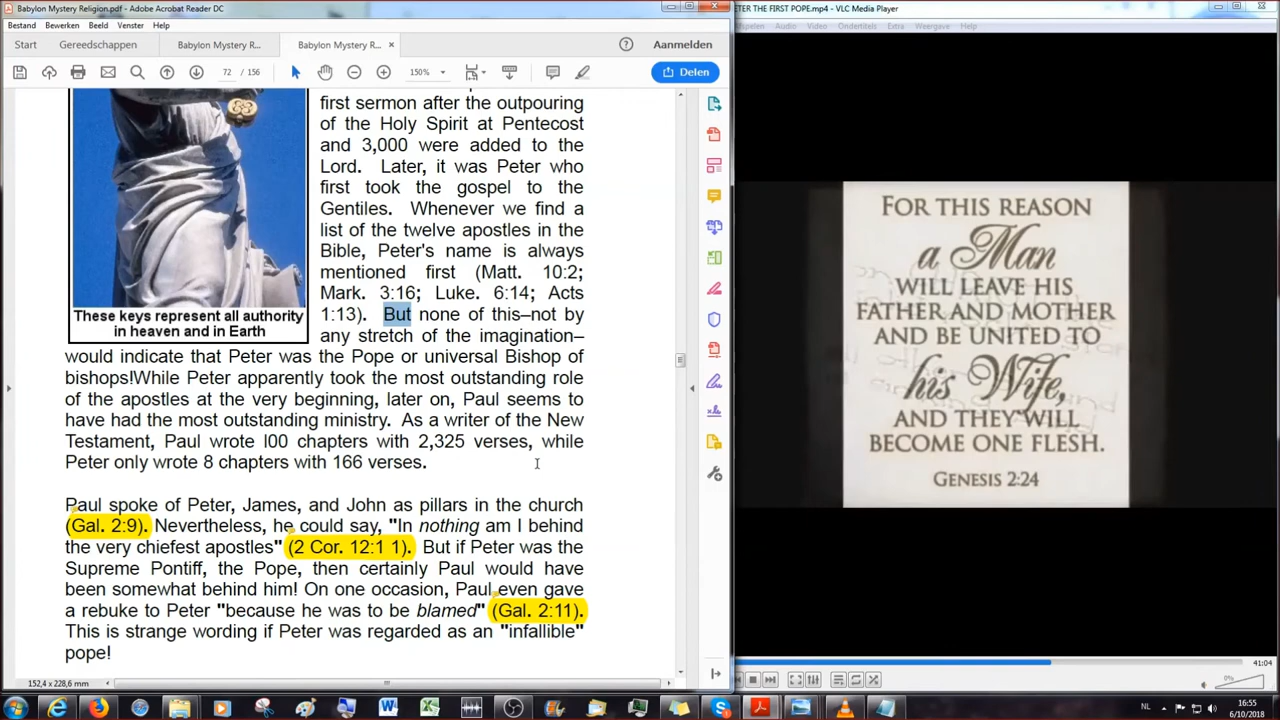 Babylon Mystery Religion.pdf - Adobe Acrobat Reader DC
Bestand Bewerken Beeld Venster Help
Start Gereedschappen Babylon Mystery R... Babylon Mystery R... × Aanmelden
72 / 156 150% Delen
first sermon after the outpouring
of the Holy Spirit at Pentecost
and 3,000 were added to the
Lord. Later, it was Peter who
first took the gospel to the
Gentiles. Whenever we find a
list of the twelve apostles in the
Bible, Peter's name is always
mentioned first (Matt. 10:2;
Mark. 3:16; Luke. 6:14; Acts
1:13). But none of this–not by
any stretch of the imagination–
These keys represent all authority
in heaven and in Earth
would indicate that Peter was the Pope or universal Bishop of
bishops!While Peter apparently took the most outstanding role
of the apostles at the very beginning, later on, Paul seems to
have had the most outstanding ministry. As a writer of the New
Testament, Paul wrote l00 chapters with 2,325 verses, while
Peter only wrote 8 chapters with 166 verses.
Paul spoke of Peter, James, and John as pillars in the church
(Gal. 2:9). Nevertheless, he could say, "In nothing am I behind
the very chiefest apostles" (2 Cor. 12:1 1). But if Peter was the
Supreme Pontiff, the Pope, then certainly Paul would have
been somewhat behind him! On one occasion, Paul even gave
a rebuke to Peter "because he was to be blamed" (Gal. 2:11).
This is strange wording if Peter was regarded as an "infallible"
pope!
152,4 x 228,6 mm
ETER THE FIRST POPE.mp4 - VLC Media Player
Audio Video Ondertitels Extra Weergave Help
FOR THIS REASON
a Man
WILL LEAVE HIS
FATHER AND MOTHER
AND BE UNITED TO
his Wife,
AND THEY WILL
BECOME ONE FLESH.
GENESIS 2:24
41:04
0%
NL 16:55
6/10/2018